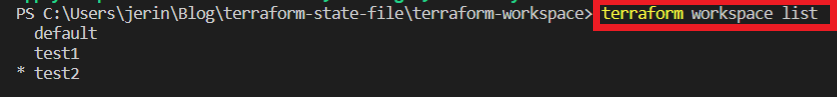 PS C:\Users\jerin\Blog\terraform-state-file\terraform-workspace> terraform workspace list
  default
  test1
* test2